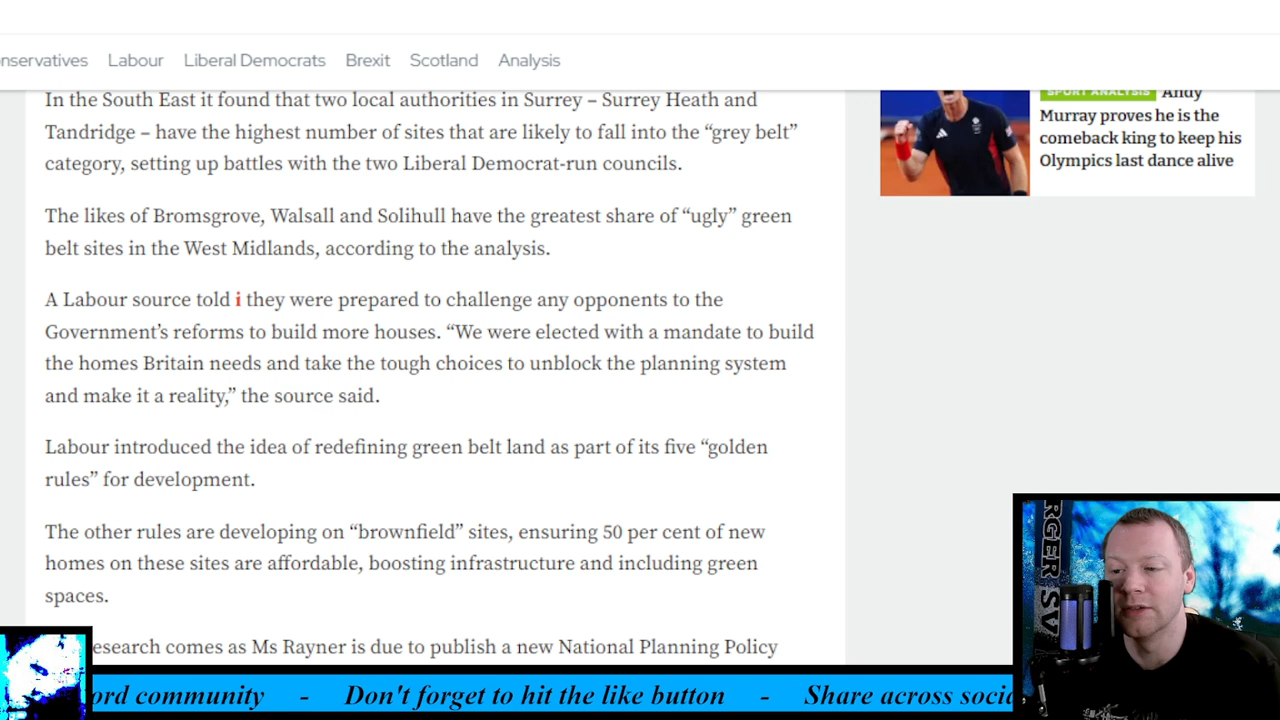 nservatives Labour Liberal Democrats Brexit Scotland Analysis
In the South East it found that two local authorities in Surrey – Surrey Heath and
Tandridge – have the highest number of sites that are likely to fall into the “grey belt”
category, setting up battles with the two Liberal Democrat-run councils.
The likes of Bromsgrove, Walsall and Solihull have the greatest share of “ugly” green
belt sites in the West Midlands, according to the analysis.
A Labour source told i they were prepared to challenge any opponents to the
Government’s reforms to build more houses. “We were elected with a mandate to build
the homes Britain needs and take the tough choices to unblock the planning system
and make it a reality,” the source said.
Labour introduced the idea of redefining green belt land as part of its five “golden
rules” for development.
The other rules are developing on “brownfield” sites, ensuring 50 per cent of new
homes on these sites are affordable, boosting infrastructure and including green
spaces.
esearch comes as Ms Rayner is due to publish a new National Planning Policy
SPORT ANALYSIS Andy
Murray proves he is the
comeback king to keep his
Olympics last dance alive
RGER SV
ord community - Don't forget to hit the like button - Share across socia